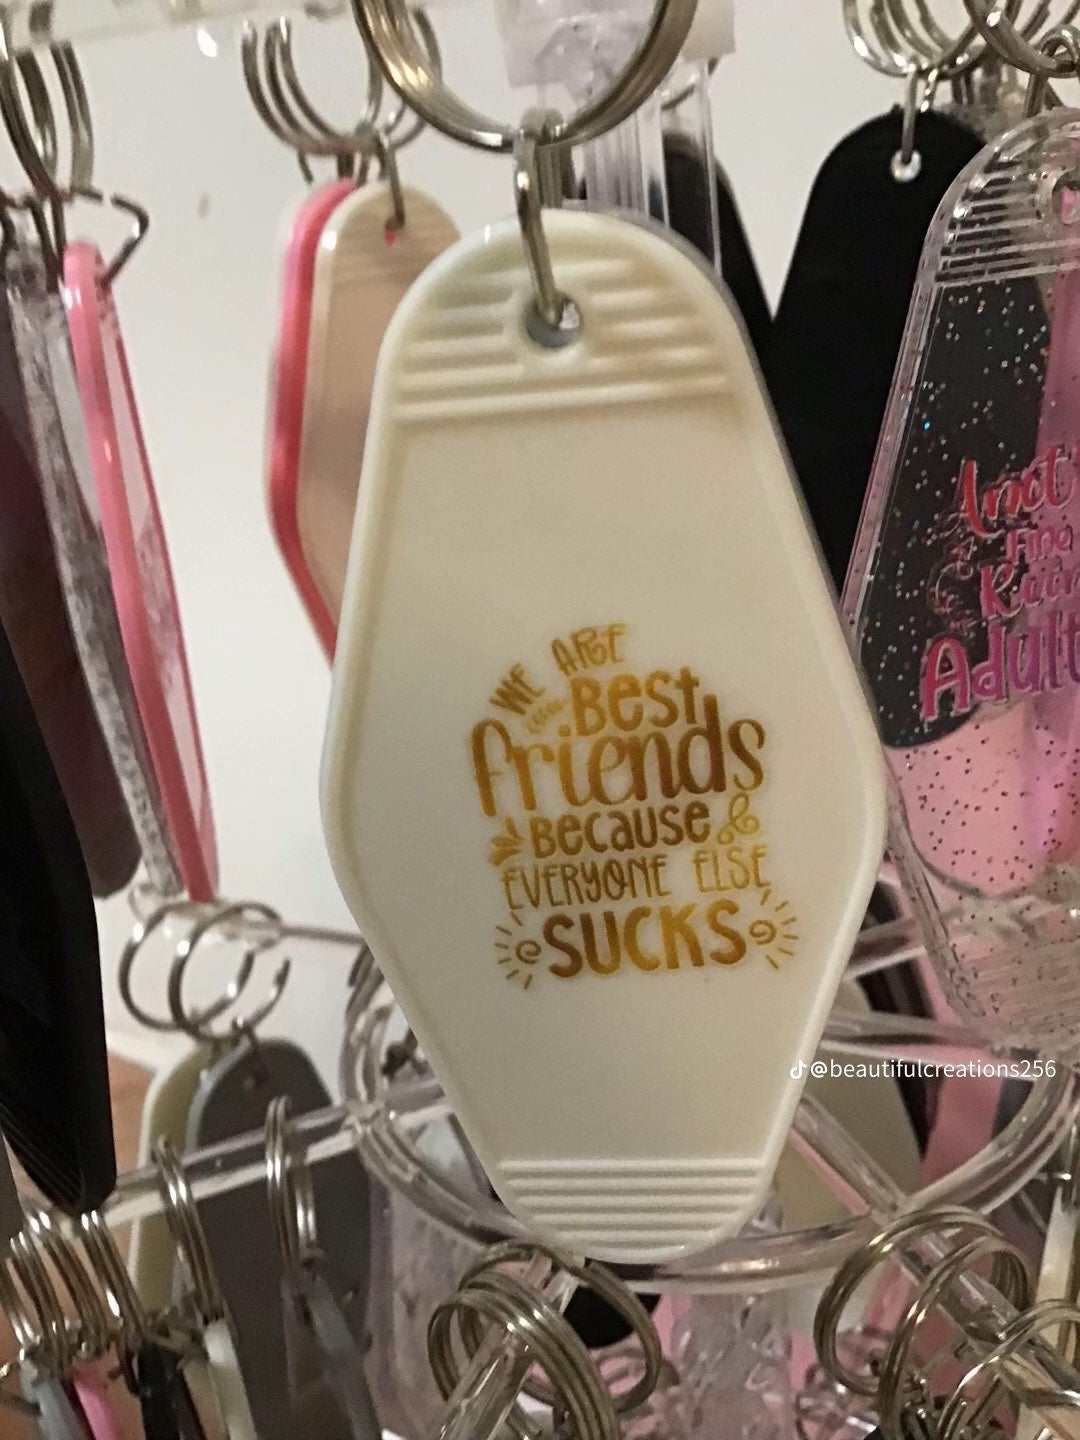 WE ARE
Best
friends
Because
EVERYONE ELSE
SUCKS
Adult
@beautifulcreations256